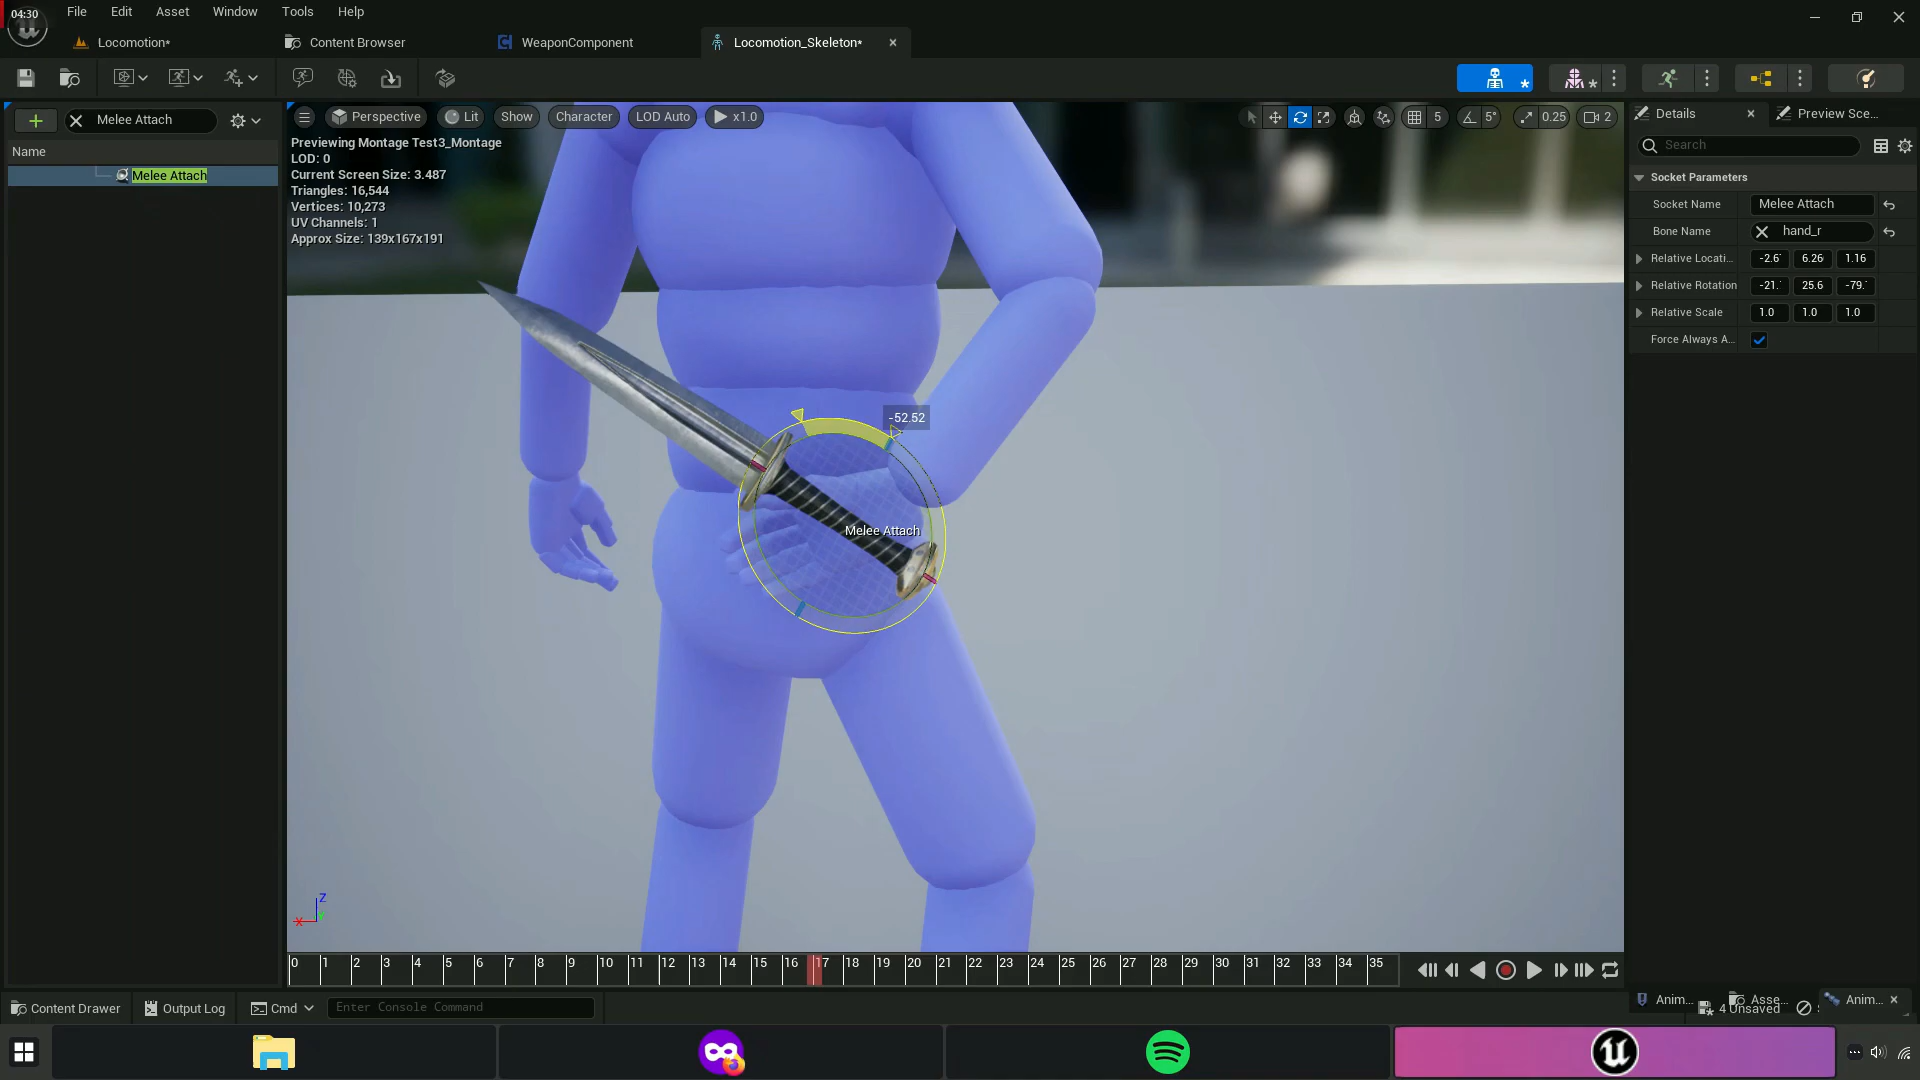 04:30
File Edit Asset Window Tools Help
Locomotion*
Content Browser
WeaponComponent
Locomotion_Skeleton*
Melee Attach
Name
Melee Attach
Perspective
Lit
Show
Character
LOD Auto
x1.0
5
5°
0.25
2
Previewing Montage Test3_Montage
LOD: 0
Current Screen Size: 3.487
Triangles: 16,544
Vertices: 10,273
UV Channels: 1
Approx Size: 139x167x191
-52.52
Melee Attach
Z
X
Details
Preview Sce...
Search
Socket Parameters
Socket Name Melee Attach
Bone Name hand_r
Relative Locati... -2.6 6.26 1.16
Relative Rotation -21. 25.6 -79.
Relative Scale 1.0 1.0 1.0
Force Always A...
0 1 2 3 4 5 6 7 8 9 10 11 12 13 14 15 16 17 18 19 20 21 22 23 24 25 26 27 28 29 30 31 32 33 34 35
Anim...
Asse...
Anim...
Content Drawer
Output Log
Cmd
Enter Console Command
4 Unsaved